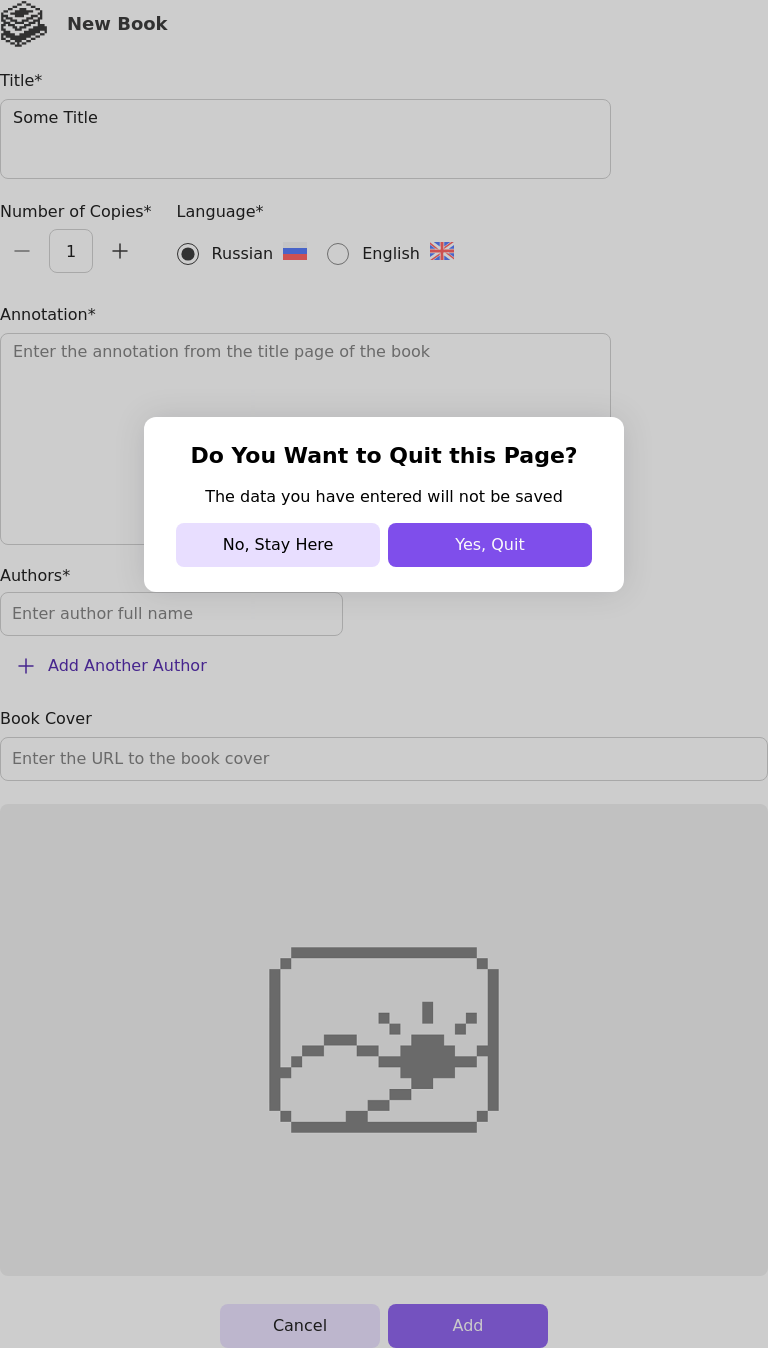 New Book
Title*
Some Title
Number of Copies* Language*
1 Russian English
Annotation*
Enter the annotation from the title page of the book
Do You Want to Quit this Page?
The data you have entered will not be saved
No, Stay Here Yes, Quit
Authors*
Enter author full name
Add Another Author
Book Cover
Enter the URL to the book cover
Cancel Add